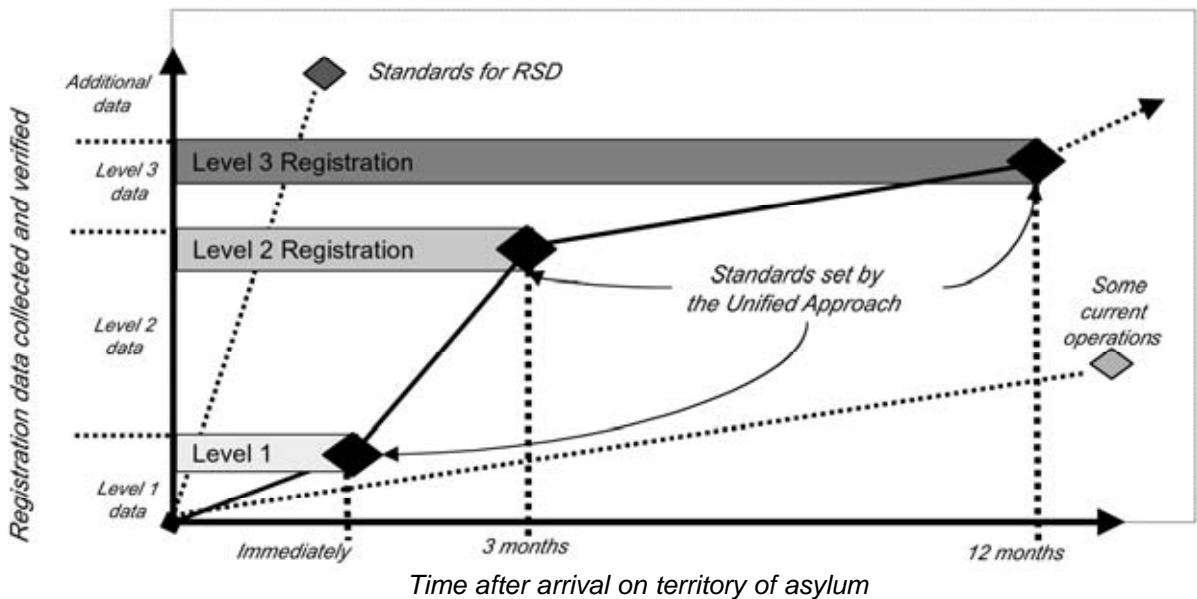 Registration data collected and verified
Additional
data
Level 3
data
Level 2
data
Level 1
data
Standards for RSD
Level 3 Registration
Level 2 Registration
Level 1
Standards set by
the Unified Approach
Some
current
operations
Immediately
3 months
12 months
Time after arrival on territory of asylum